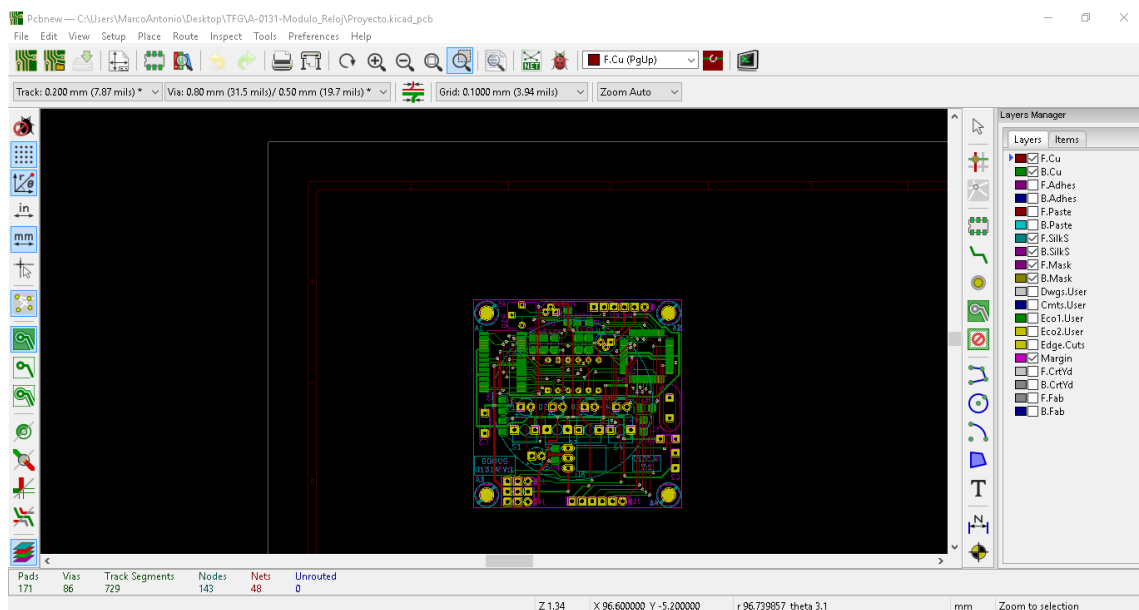 Pcbnew — C:\Users\MarcoAntonio\Desktop\TFG\A-0131-Modulo_Reloj\Proyecto.kicad_pcb
File Edit View Setup Place Route Inspect Tools Preferences Help
NET F.Cu (PgUp)
Track: 0.200 mm (7.87 mils) * Via: 0.80 mm (31.5 mils)/ 0.50 mm (19.7 mils) * Grid: 0.1000 mm (3.94 mils) Zoom Auto
Layers Manager
Layers Items
F.Cu
B.Cu
F.Adhes
B.Adhes
F.Paste
B.Paste
F.SilkS
B.SilkS
F.Mask
B.Mask
Dwgs.User
Cmts.User
Eco1.User
Eco2.User
Edge.Cuts
Margin
F.CrtYd
B.CrtYd
F.Fab
B.Fab
in
mm
T
N
Pads Vias Track Segments Nodes Nets Unrouted
171 86 729 143 48 0
Z 1.34 X 96.600000 Y -5.200000 r 96.739857 theta 3.1 mm Zoom to selection